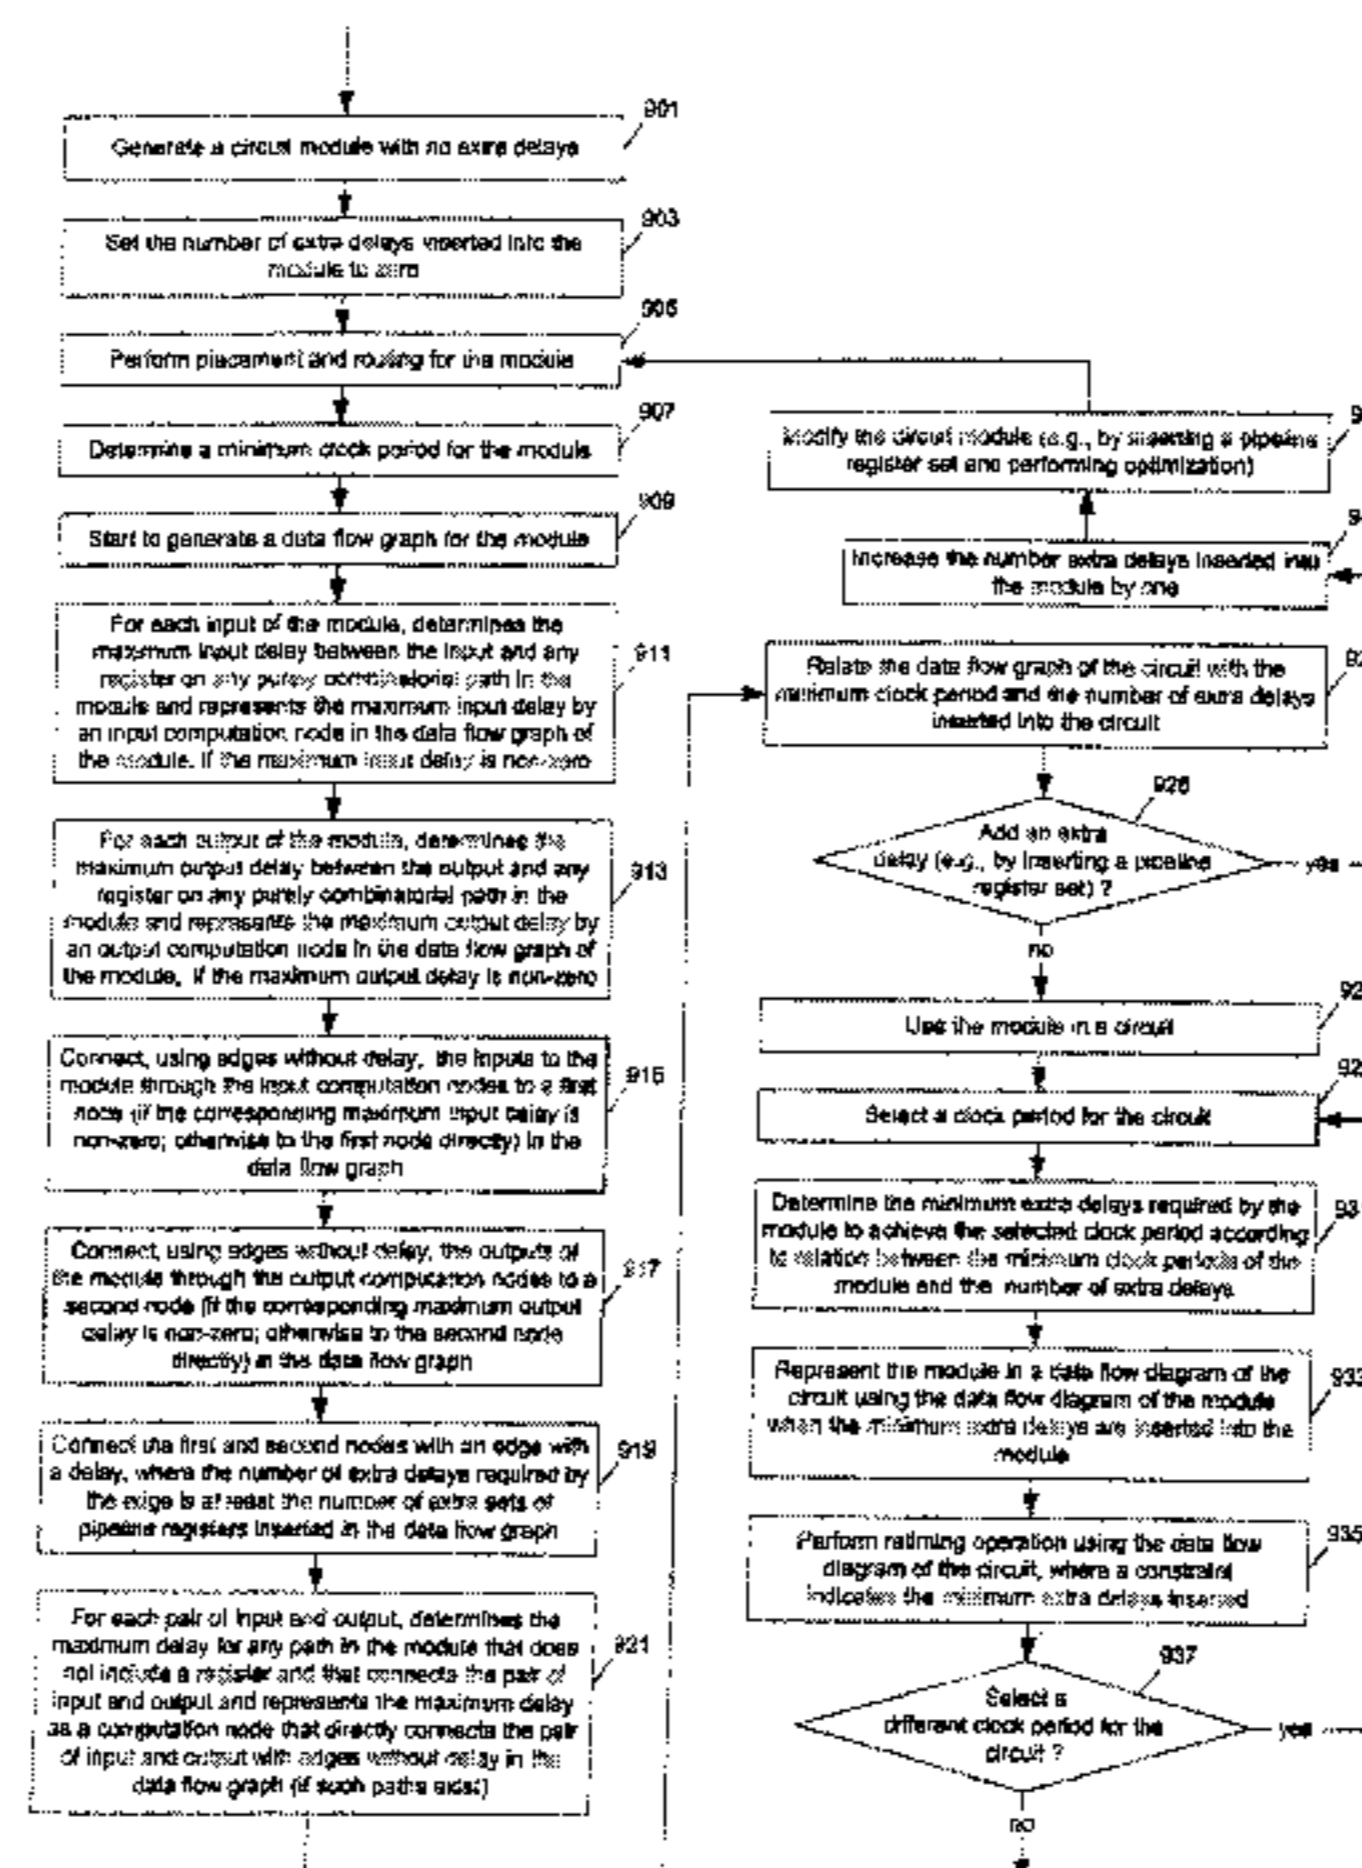 901
Generate a circuit module with no extra delays
903
Set the number of extra delays inserted into the
module to zero
905
Perform placement and routing for the module
907
Determine a minimum clock period for the module
909
Start to generate a data flow graph for the module
For each input of the module, determines the
maximum input delay between the input and any
register on any purely combinatorial path in the
module and represents the maximum input delay by
an input computation node in the data flow graph of
the module, if the maximum input delay is non-zero
911
For each output of the module, determines the
maximum output delay between the output and any
register on any purely combinatorial path in the
module and represents the maximum output delay by
an output computation node in the data flow graph of
the module, if the maximum output delay is non-zero
913
Connect, using edges without delay, the inputs to the
module through the input computation nodes to a first
node (if the corresponding maximum input delay is
non-zero; otherwise to the first node directly) in the
data flow graph
915
Connect, using edges without delay, the outputs of
the module through the output computation nodes to a
second node (if the corresponding maximum output
delay is non-zero; otherwise to the second node
directly) in the data flow graph
917
Connect the first and second nodes with an edge with
a delay, where the number of extra delays required by
the edge is at least the number of extra sets of
pipeline registers inserted in the data flow graph
919
For each pair of input and output, determines the
maximum delay for any path in the module that does
not include a register and that connects the pair of
input and output and represents the maximum delay
as a computation node that directly connects the pair
of input and output with edges without delay in the
data flow graph (if such paths exist)
921
Modify the circuit module (e.g., by inserting a pipeline
register set and performing optimization)
Increase the number extra delays inserted into
the module by one
Relate the data flow graph of the circuit with the
minimum clock period and the number of extra delays
inserted into the circuit
92
925
Add an extra
delay (e.g., by inserting a pipeline
register set) ?
yes
no
92
Use the module in a circuit
92
Select a clock period for the circuit
Determine the minimum extra delays required by the
module to achieve the selected clock period according
to relation between the minimum clock periods of the
module and the number of extra delays
931
Represent the module in a data flow diagram of the
circuit using the data flow diagram of the module
when the minimum extra delays are inserted into the
module
933
Perform retiming operation using the data flow
diagram of the circuit, where a constraint
indicates the minimum extra delays inserted
935
937
Select a
different clock period for the
circuit ?
yes
no